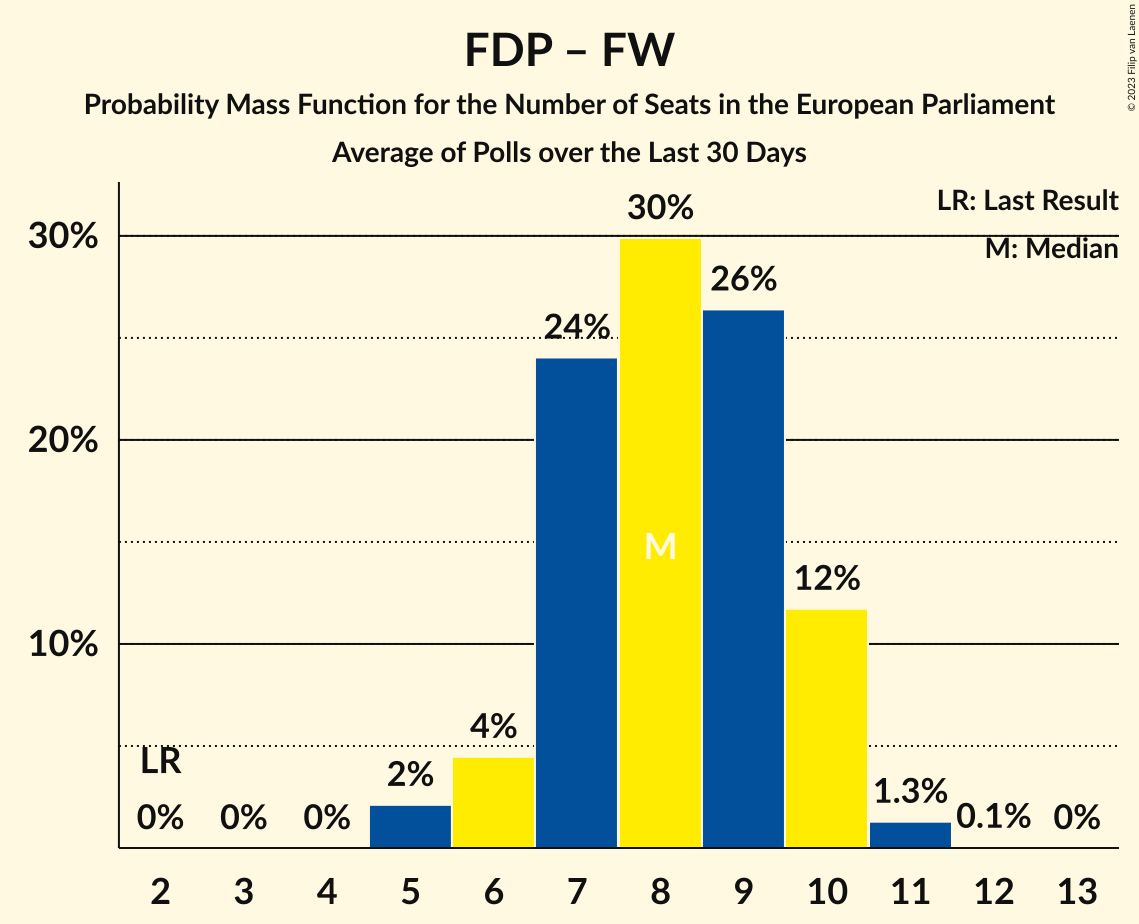 FDP – FW
Probability Mass Function for the Number of Seats in the European Parliament
Average of Polls over the Last 30 Days
© 2023 Filip van Laenen
LR: Last Result
M: Median
30%
20%
10%
LR
0%
0%
0%
2%
4%
24%
30%
M
26%
12%
1.3%
0.1%
0%
2 3 4 5 6 7 8 9 10 11 12 13